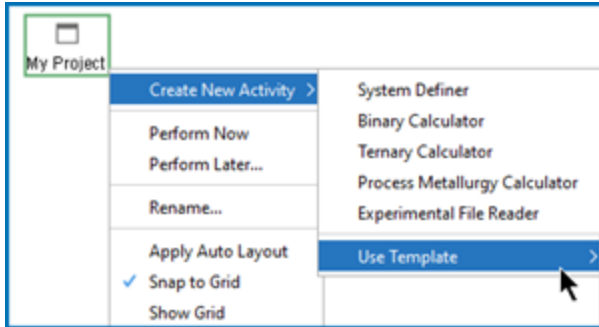 My Project
Create New Activity
Perform Now
Perform Later...
Rename...
Apply Auto Layout
Snap to Grid
Show Grid
System Definer
Binary Calculator
Ternary Calculator
Process Metallurgy Calculator
Experimental File Reader
Use Template